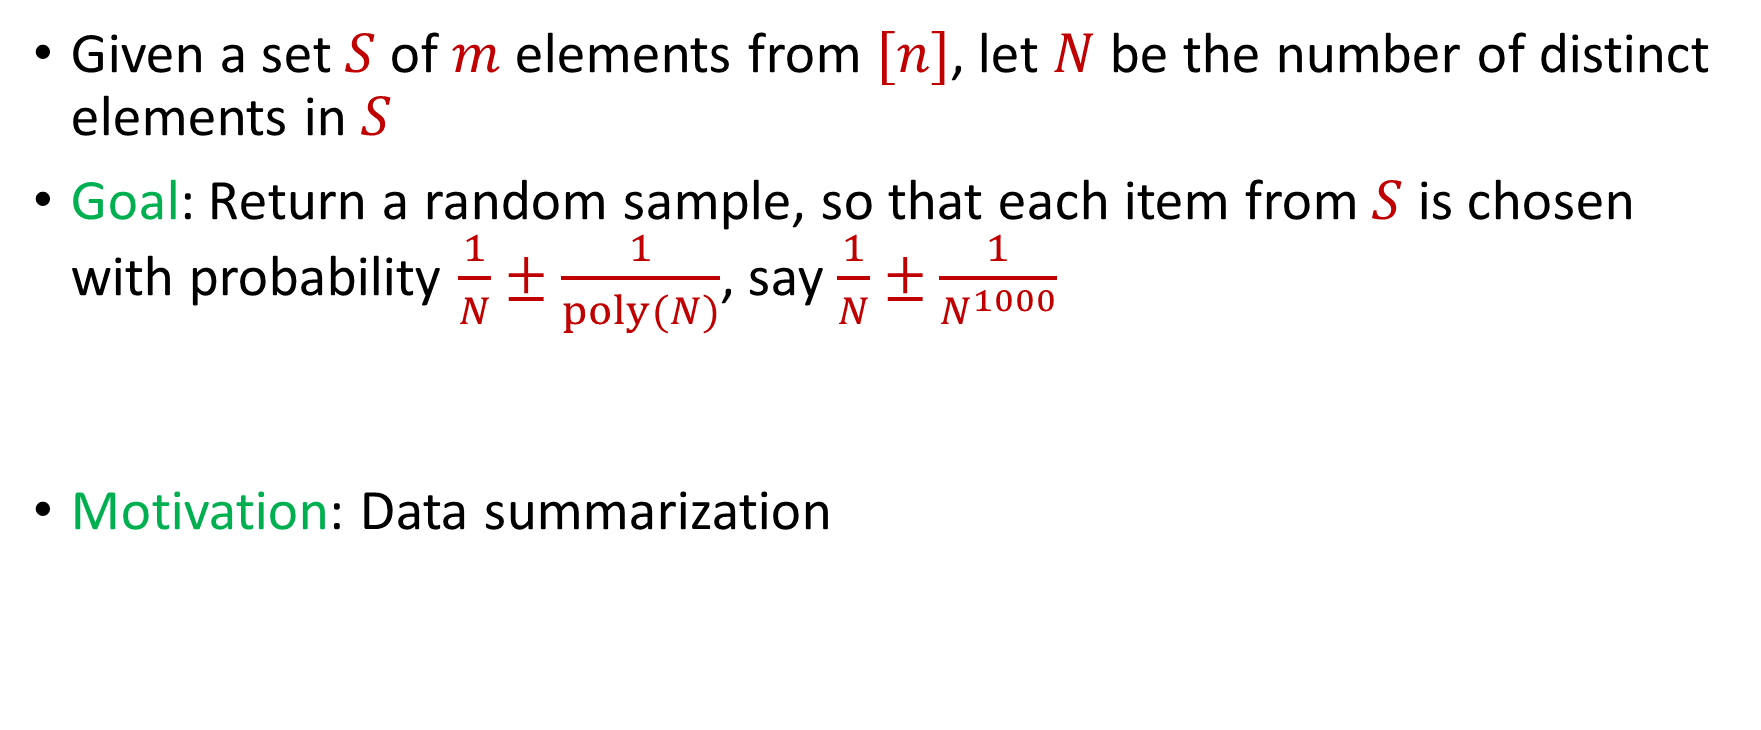 • Given a set S of m elements from [n], let N be the number of distinct
elements in S
• Goal: Return a random sample, so that each item from S is chosen
with probability 1/N ± 1/poly(N), say 1/N ± 1/N^1000
• Motivation: Data summarization